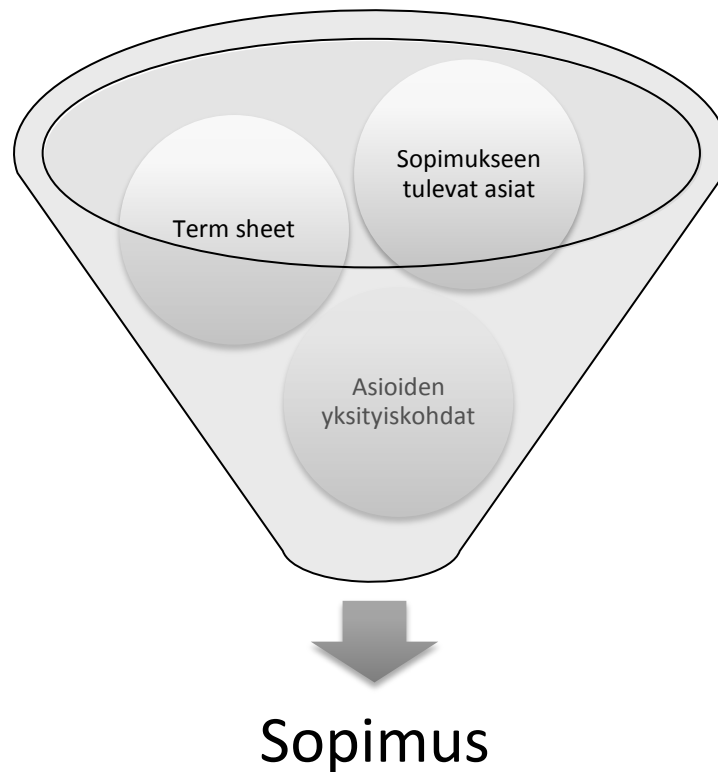 Sopimukseen
tulevat asiat
Term sheet
Asioiden
yksityiskohdat
Sopimus